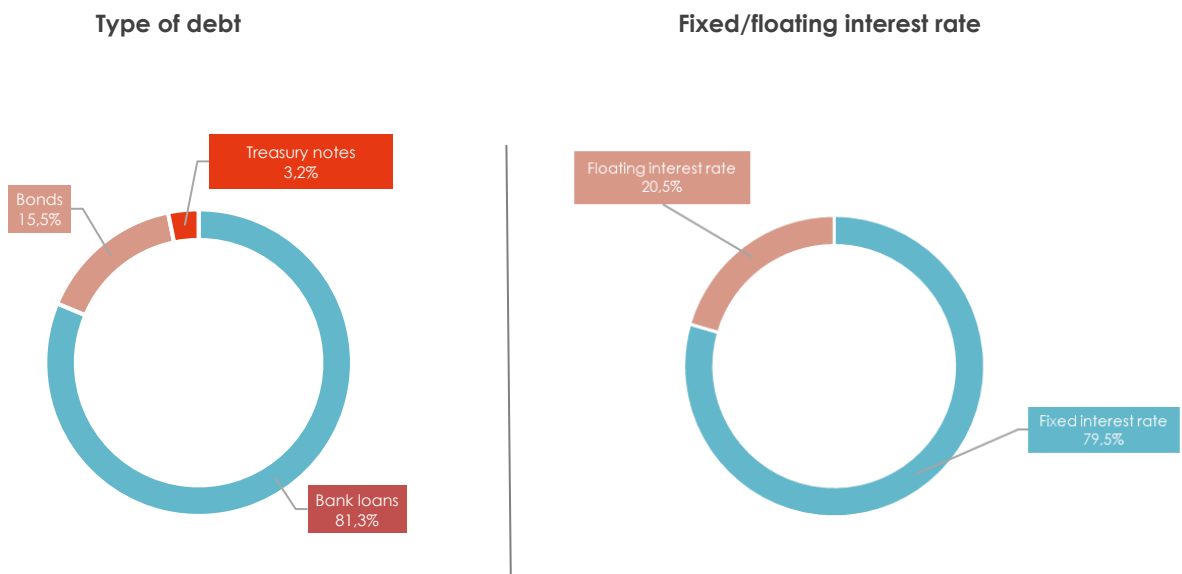 Type of debt
Treasury notes
3,2%
Bonds
15,5%
Bank loans
81,3%
Fixed/floating interest rate
Floating interest rate
20,5%
Fixed interest rate
79,5%